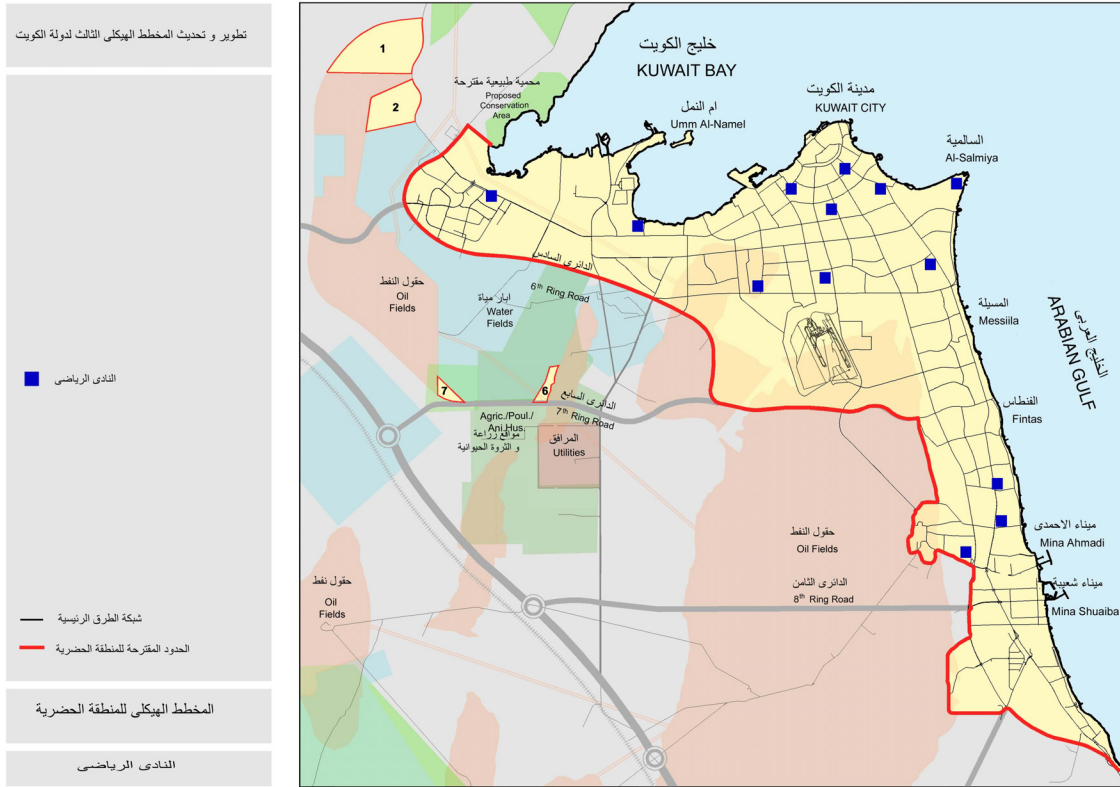 تطوير و تحديث المخطط الهيكلى الثالث لدولة الكويت
النادى الرياضى
شبكة الطرق الرئيسية
الحدود المقترحة للمنطقة الحضرية
المخطط الهيكلى للمنطقة الحضرية
النادى الرياضى
1
2
محمية طبيعية مقترحة
Proposed
Conservation
Area
خليج الكويت
KUWAIT BAY
ام النمل
Umm Al-Namel
مدينة الكويت
KUWAIT CITY
السالمية
Al-Salmiya
الدائرى السادس
6th Ring Road
حقول النفط
Oil
Fields
ابار مياة
Water
Fields
المسيلة
Messiila
الخليج العربى
ARABIAN GULF
7
6
الدائرى السابع
7th Ring Road
Agric./Poul./
Ani.Hus.
مواقع زراعة
و الثروة الحيوانية
المرافق
Utilities
الفنطاس
Fintas
حقول النفط
Oil Fields
ميناء الاحمدى
Mina Ahmadi
ميناء شعيبة
Mina Shuaiba
الدائرى الثامن
8th Ring Road
حقول نفط
Oil
Fields